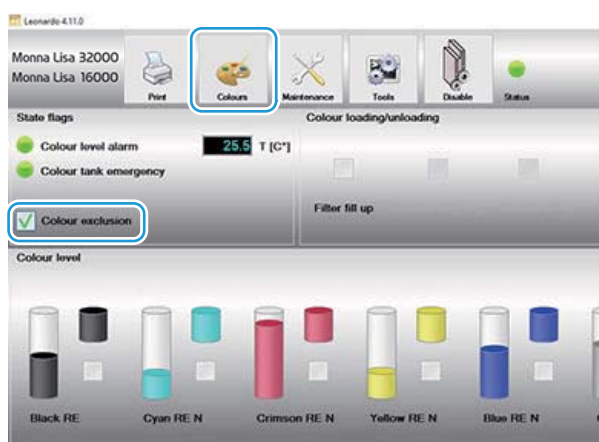 Leonardo 4.11.0
Monna Lisa 32000
Monna Lisa 16000
Print
Colours
Maintenance
Tools
Disable
Status
State flags
Colour loading/unloading
Colour level alarm
25.5 T [C°]
Colour tank emergency
Filter fill up
Colour exclusion
Colour level
Black RE
Cyan RE N
Crimson RE N
Yellow RE N
Blue RE N